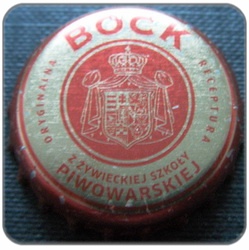 BOCK
ORYGINALNA RECEPTURA
Z ŻYWIECKIEJ SZKOŁY
PIWOWARSKIEJ